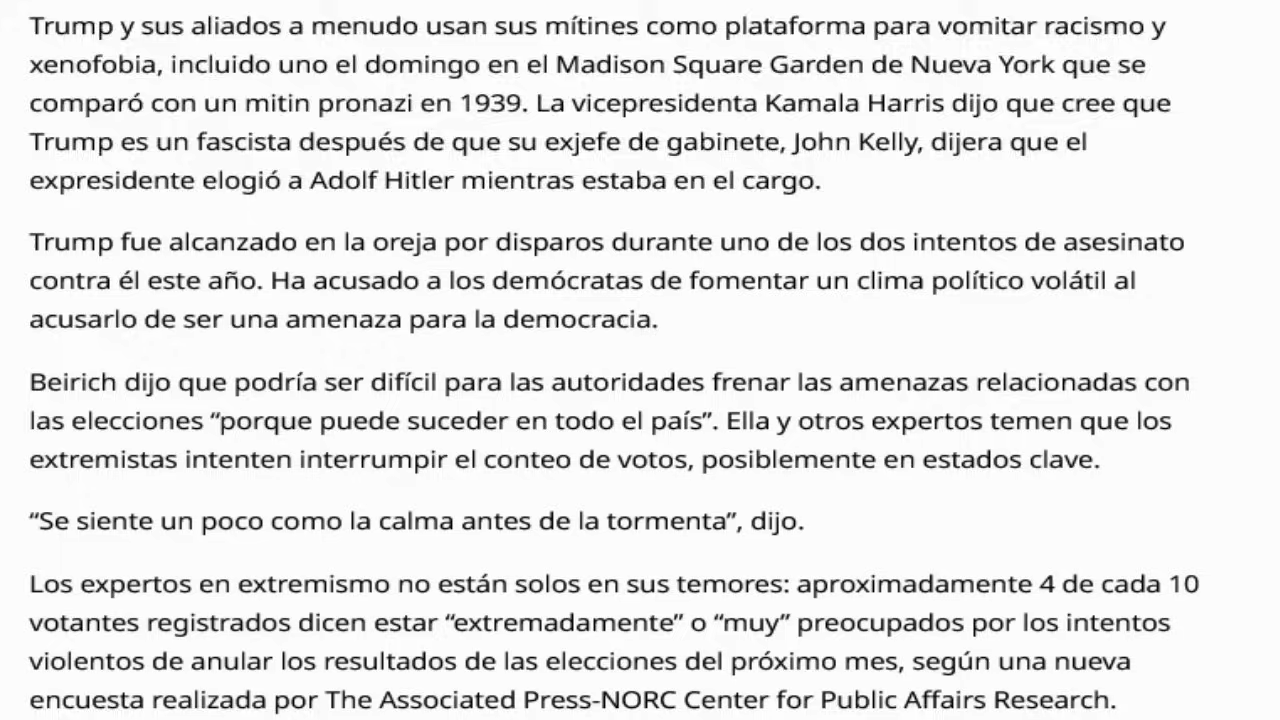 Trump y sus aliados a menudo usan sus mítines como plataforma para vomitar racismo y
xenofobia, incluido uno el domingo en el Madison Square Garden de Nueva York que se
comparó con un mitin pronazi en 1939. La vicepresidenta Kamala Harris dijo que cree que
Trump es un fascista después de que su exjefe de gabinete, John Kelly, dijera que el
expresidente elogió a Adolf Hitler mientras estaba en el cargo.
Trump fue alcanzado en la oreja por disparos durante uno de los dos intentos de asesinato
contra él este año. Ha acusado a los demócratas de fomentar un clima político volátil al
acusarlo de ser una amenaza para la democracia.
Beirich dijo que podría ser difícil para las autoridades frenar las amenazas relacionadas con
las elecciones “porque puede suceder en todo el país”. Ella y otros expertos temen que los
extremistas intenten interrumpir el conteo de votos, posiblemente en estados clave.
“Se siente un poco como la calma antes de la tormenta”, dijo.
Los expertos en extremismo no están solos en sus temores: aproximadamente 4 de cada 10
votantes registrados dicen estar “extremadamente” o “muy” preocupados por los intentos
violentos de anular los resultados de las elecciones del próximo mes, según una nueva
encuesta realizada por The Associated Press-NORC Center for Public Affairs Research.